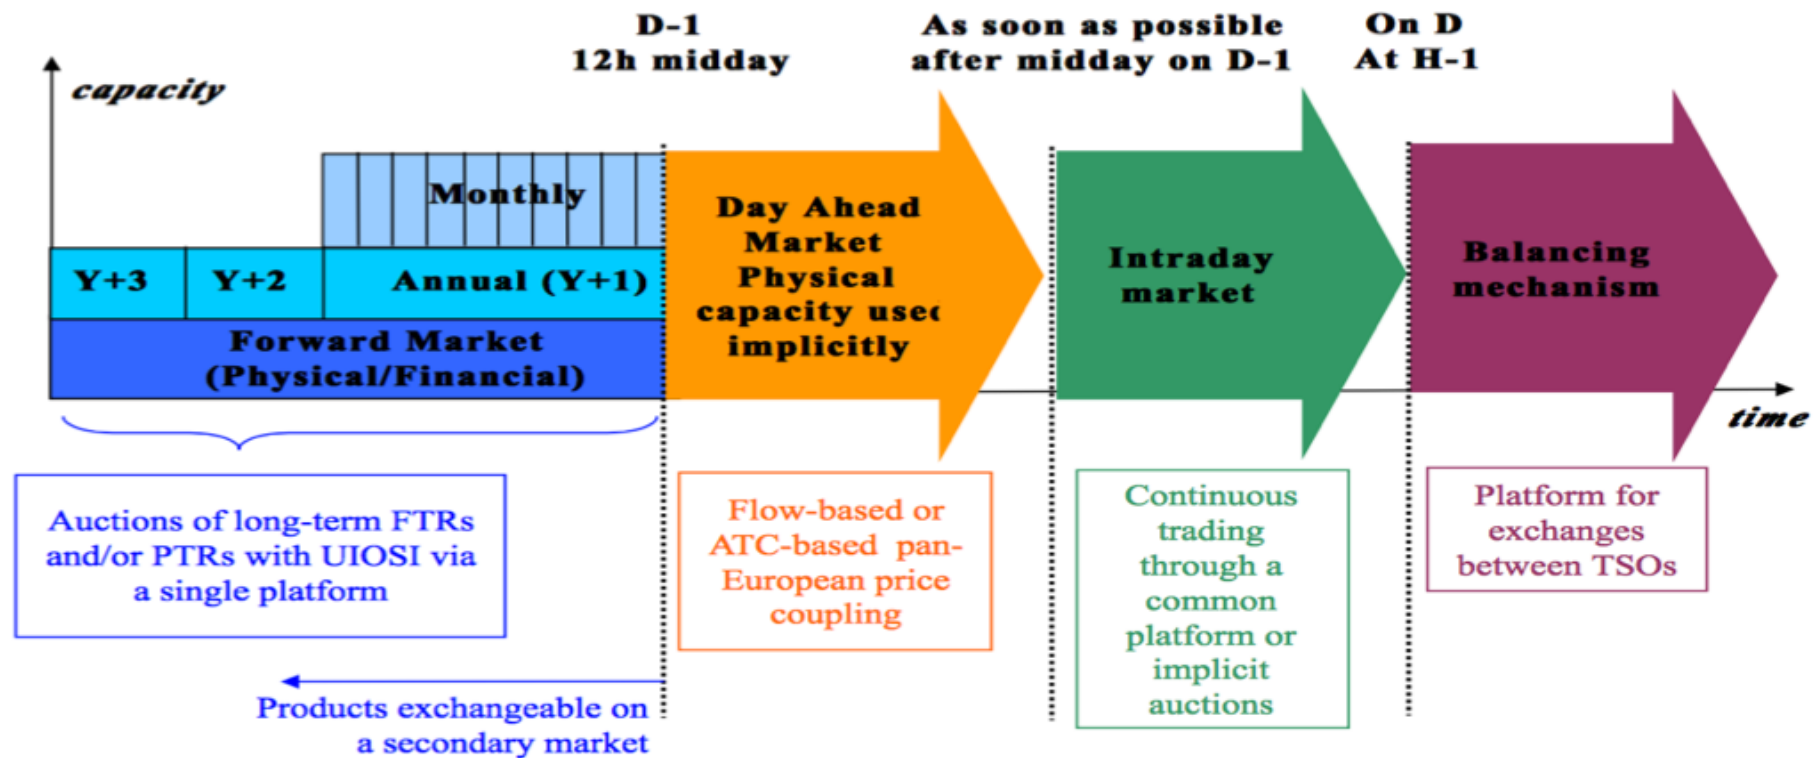 D-1
12h midday
As soon as possible
after midday on D-1
On D
At H-1
capacity
Monthly
Y+3
Y+2
Annual (Y+1)
Forward Market
(Physical/Financial)
Day Ahead
Market
Physical
capacity used
implicitly
Intraday
market
Balancing
mechanism
time
Auctions of long-term FTRs
and/or PTRs with UIOSI via
a single platform
Flow-based or
ATC-based pan-
European price
coupling
Continuous
trading
through a
common
platform or
implicit
auctions
Platform for
exchanges
between TSOs
Products exchangeable on
a secondary market